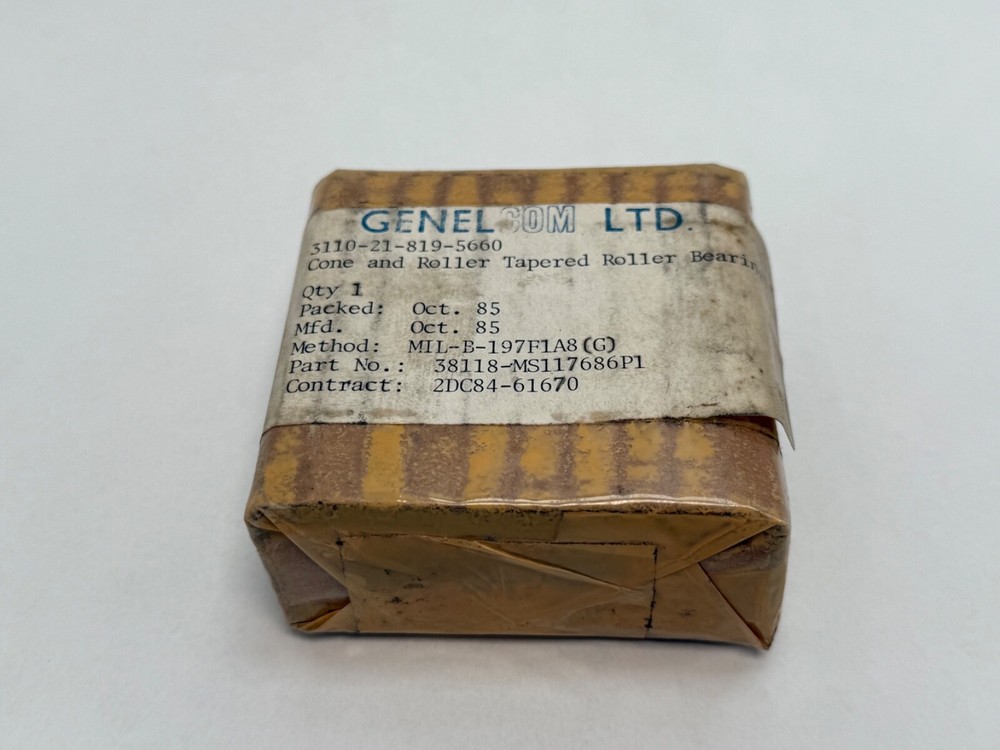 GENELCOM LTD.
3110-21-819-5660
Cone and Roller Tapered Roller Bearin
Qty 1
Packed: Oct. 85
Mfd. Oct. 85
Method: MIL-B-197F1A8(G)
Part No.: 38118-MS117686P1
Contract: 2DC84-61670